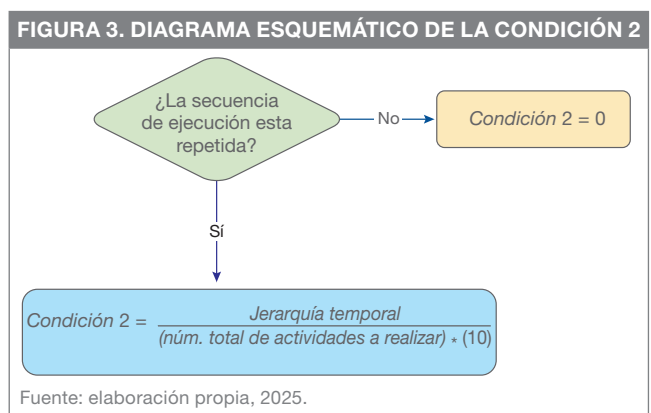 FIGURA 3. DIAGRAMA ESQUEMÁTICO DE LA CONDICIÓN 2
¿La secuencia
de ejecución esta
repetida?
No
Condición 2 = 0
Sí
Condición 2 =
Jerarquía temporal
(núm. total de actividades a realizar) * (10)
Fuente: elaboración propia, 2025.